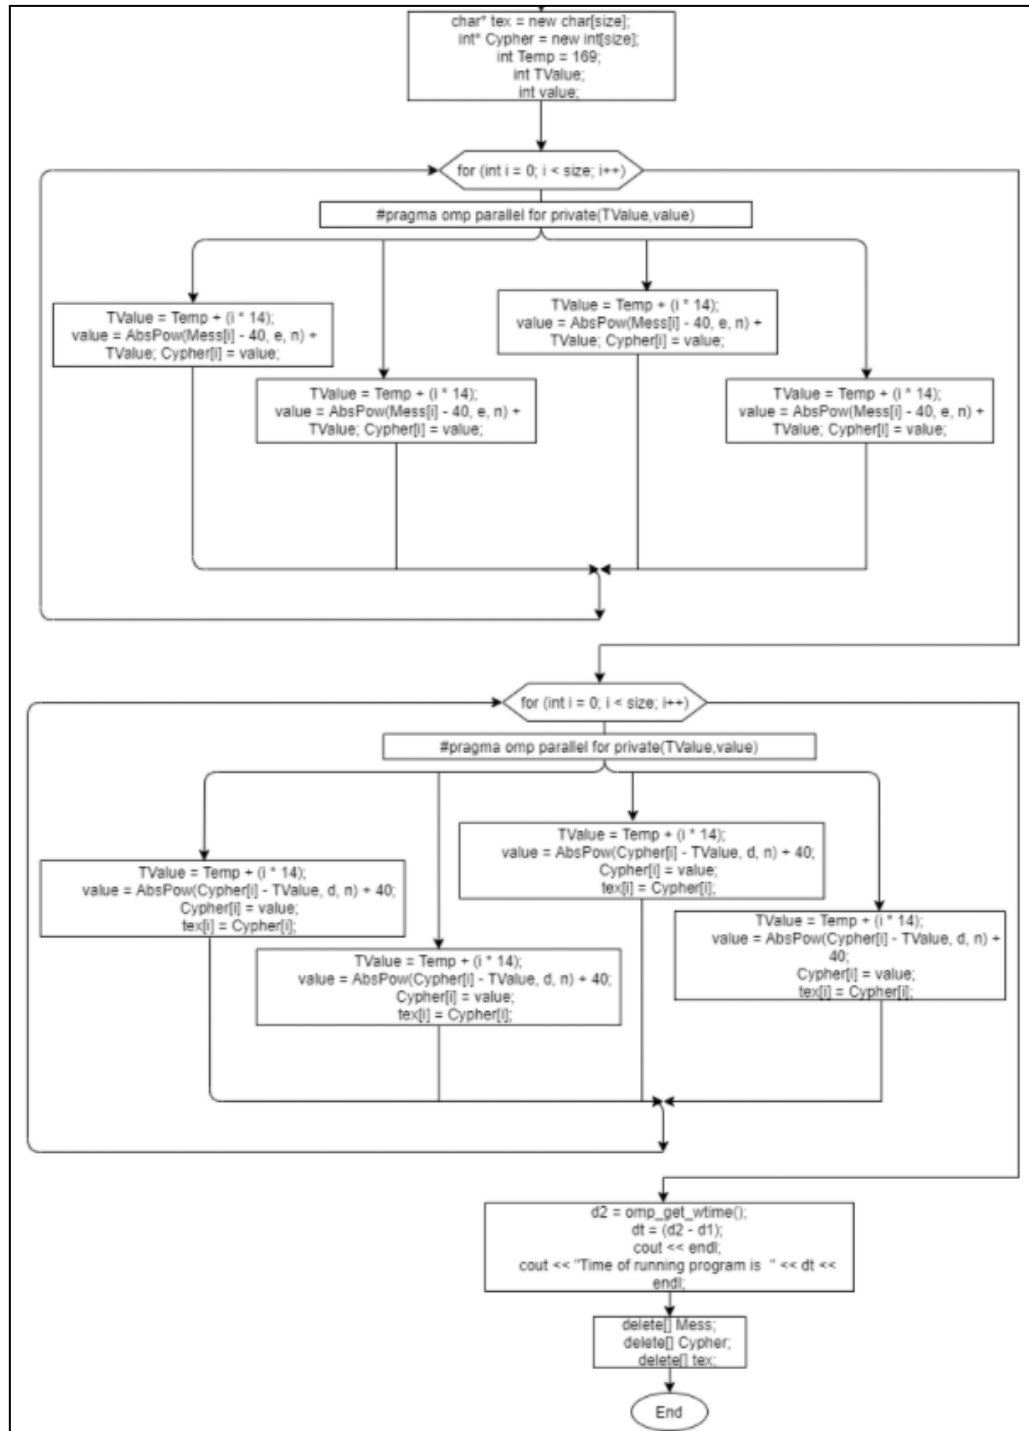 char* tex = new char[size];
int* Cypher = new int[size];
int Temp = 169;
int TValue;
int value;
for (int i = 0; i < size; i++)
#pragma omp parallel for private(TValue,value)
TValue = Temp + (i * 14);
value = AbsPow(Mess[i] - 40, e, n) +
TValue; Cypher[i] = value;
TValue = Temp + (i * 14);
value = AbsPow(Mess[i] - 40, e, n) +
TValue; Cypher[i] = value;
TValue = Temp + (i * 14);
value = AbsPow(Mess[i] - 40, e, n) +
TValue; Cypher[i] = value;
TValue = Temp + (i * 14);
value = AbsPow(Mess[i] - 40, e, n) +
TValue; Cypher[i] = value;
for (int i = 0; i < size; i++)
#pragma omp parallel for private(TValue,value)
TValue = Temp + (i * 14);
value = AbsPow(Cypher[i] - TValue, d, n) + 40;
Cypher[i] = value;
tex[i] = Cypher[i];
TValue = Temp + (i * 14);
value = AbsPow(Cypher[i] - TValue, d, n) + 40;
Cypher[i] = value;
tex[i] = Cypher[i];
TValue = Temp + (i * 14);
value = AbsPow(Cypher[i] - TValue, d, n) + 40;
Cypher[i] = value;
tex[i] = Cypher[i];
TValue = Temp + (i * 14);
value = AbsPow(Cypher[i] - TValue, d, n) +
40;
Cypher[i] = value;
tex[i] = Cypher[i];
d2 = omp_get_wtime();
dt = (d2 - d1);
cout << endl;
cout << "Time of running program is  " << dt <<
endl;
delete[] Mess;
delete[] Cypher;
delete[] tex;
End